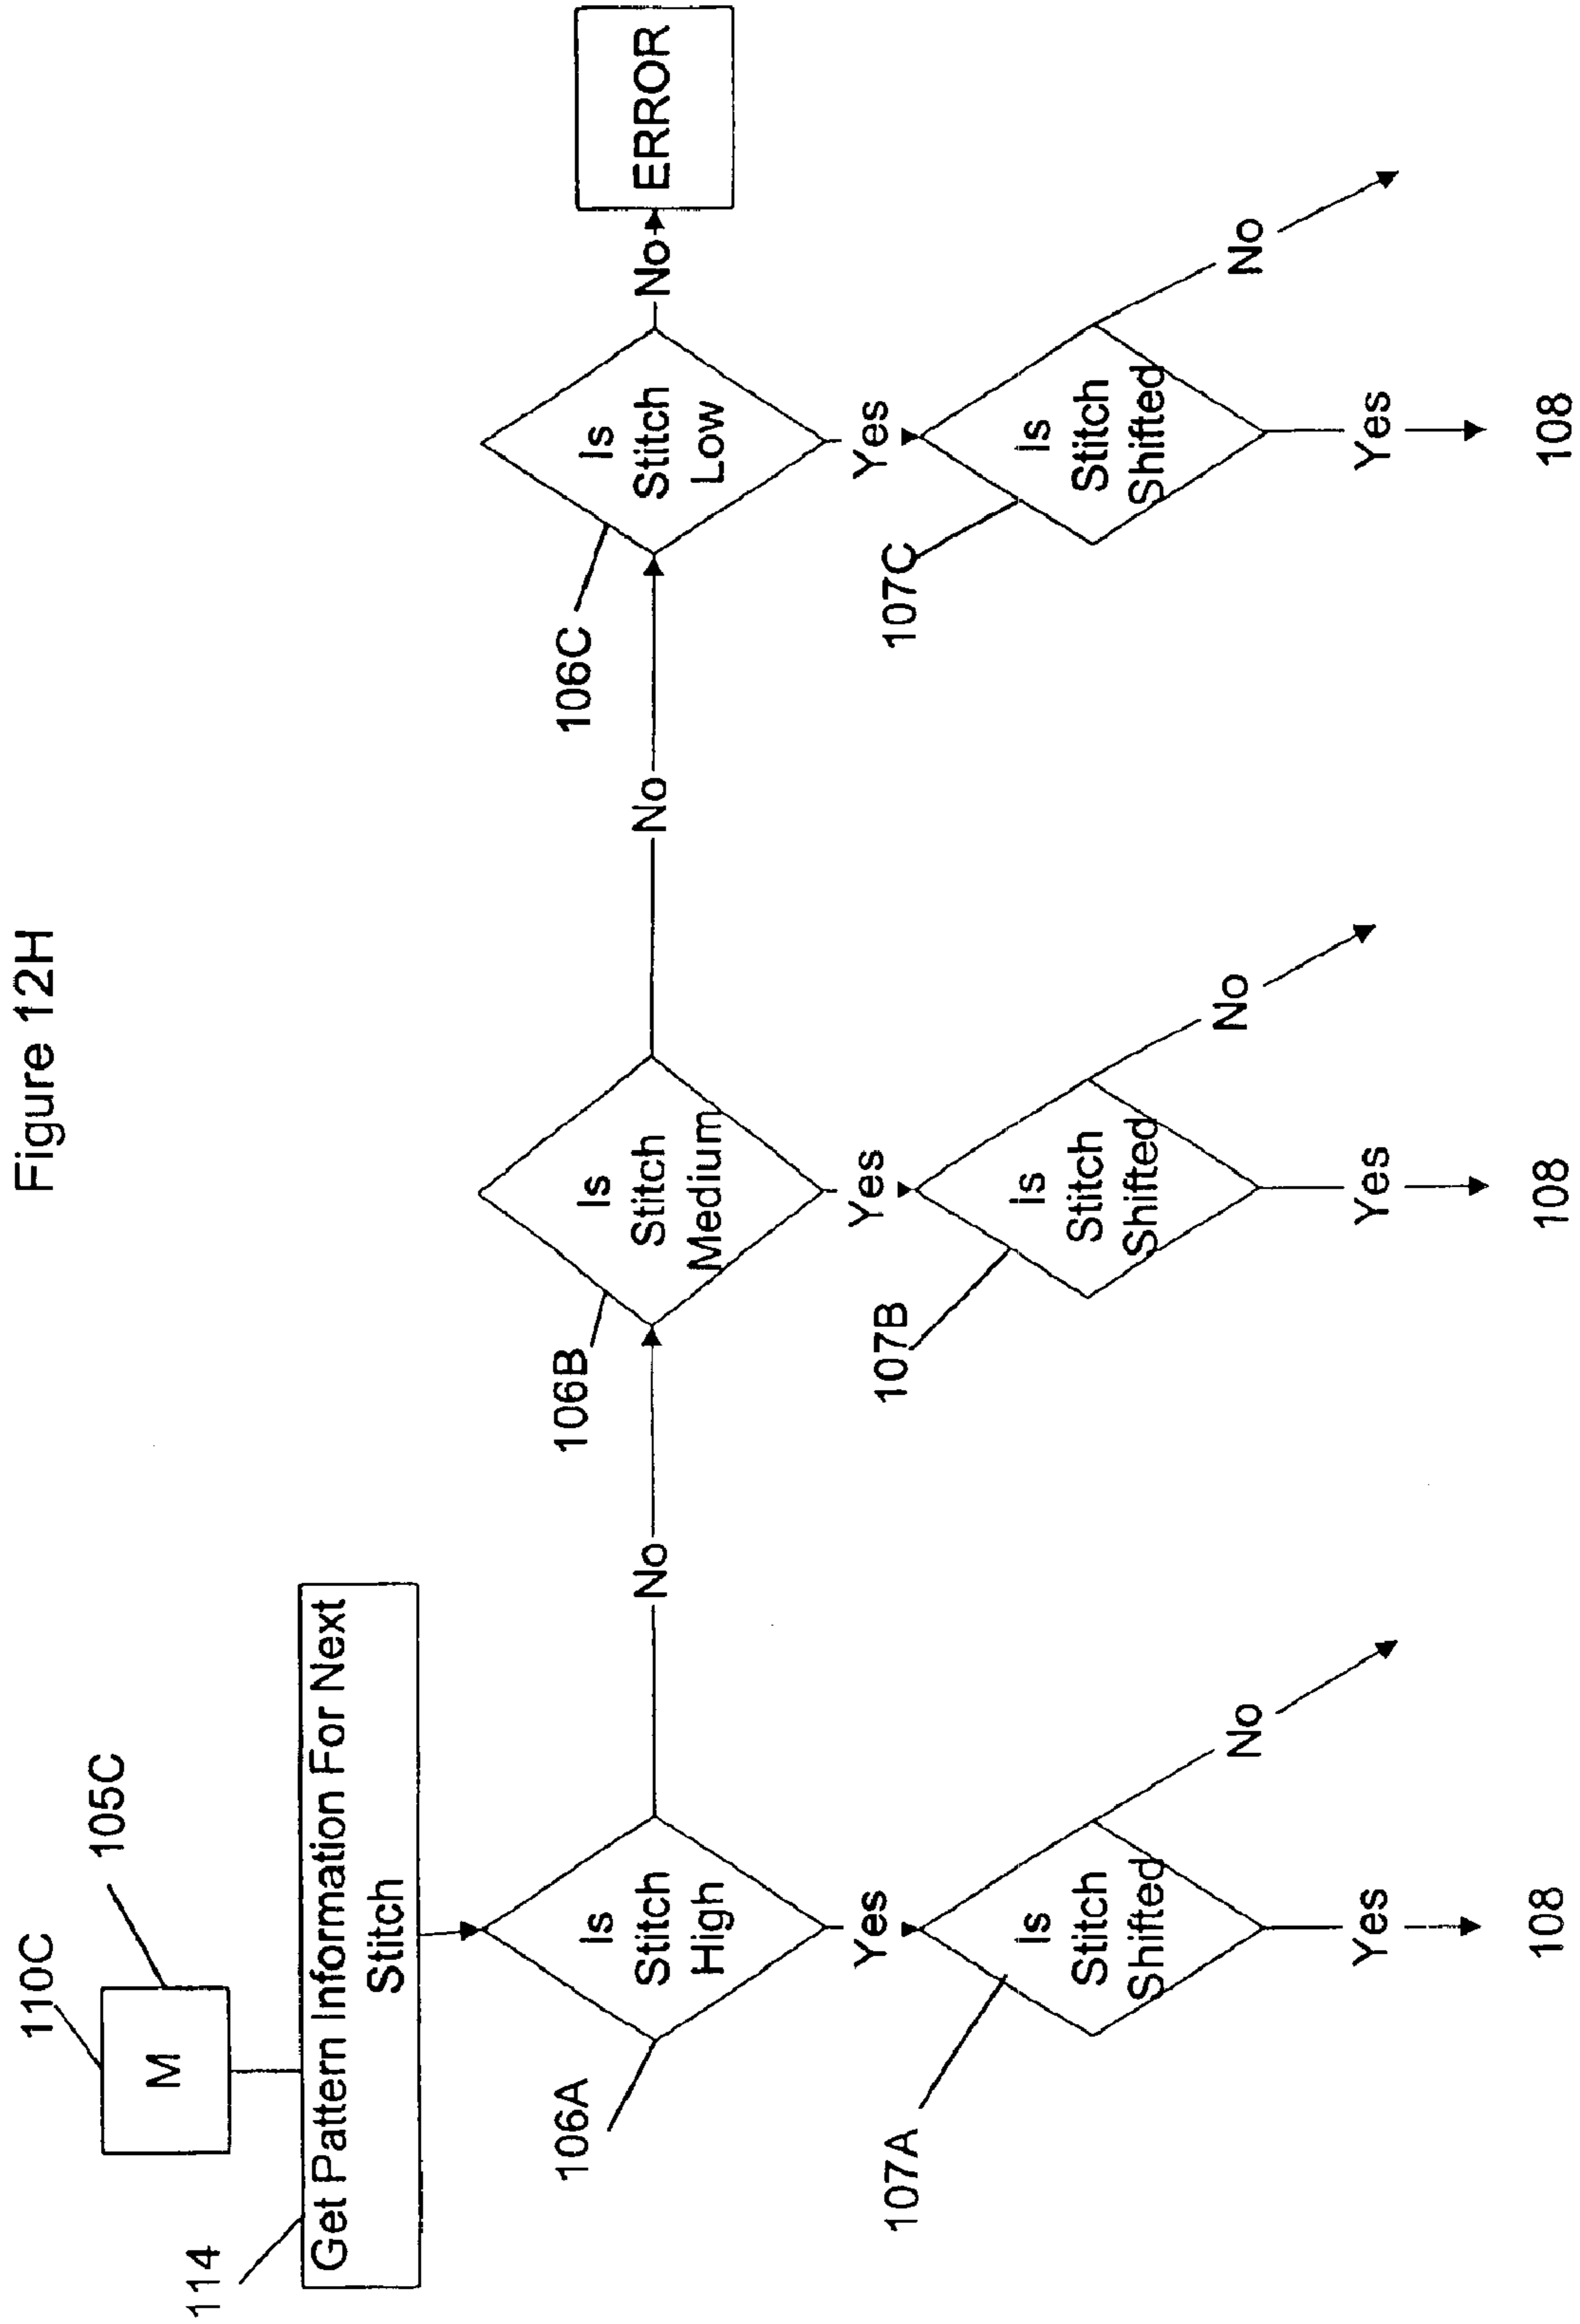 Figure 12H
110C
105C
M
114
Get Pattern Information For Next
Stitch
106A
Is
Stitch
High
No
106B
Is
Stitch
Medium
No
106C
Is
Stitch
Low
No
ERROR
Yes
Yes
Yes
107A
Is
Stitch
Shifted
No
107B
is
Stitch
Shifted
No
107C
Is
Stitch
Shifted
No
Yes
Yes
Yes
108
108
108